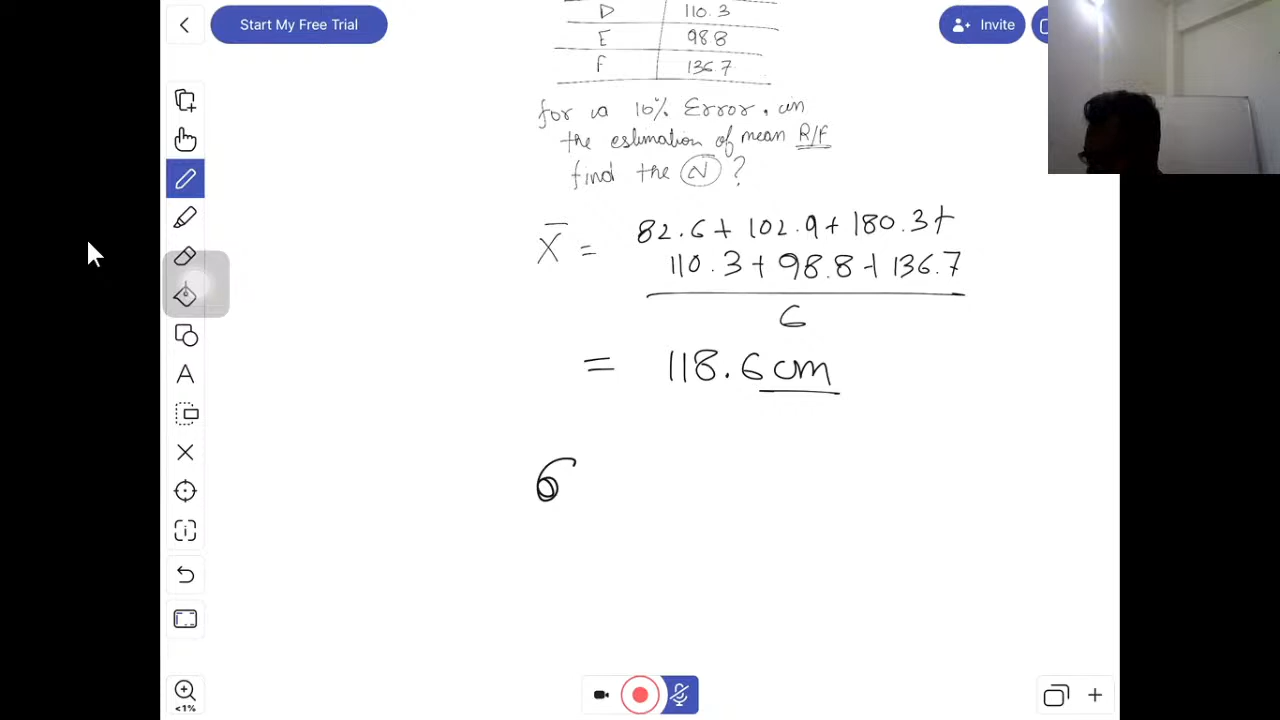 Start My Free Trial
Invite
D 110.3
E 98.8
F 136.7
for a 10% Error. in
the estimation of mean R/F
find the N ?
X̅ = 82.6 + 102.9 + 180.3 +
110.3 + 98.8 + 136.7
6
= 118.6 cm
σ
A
<1%